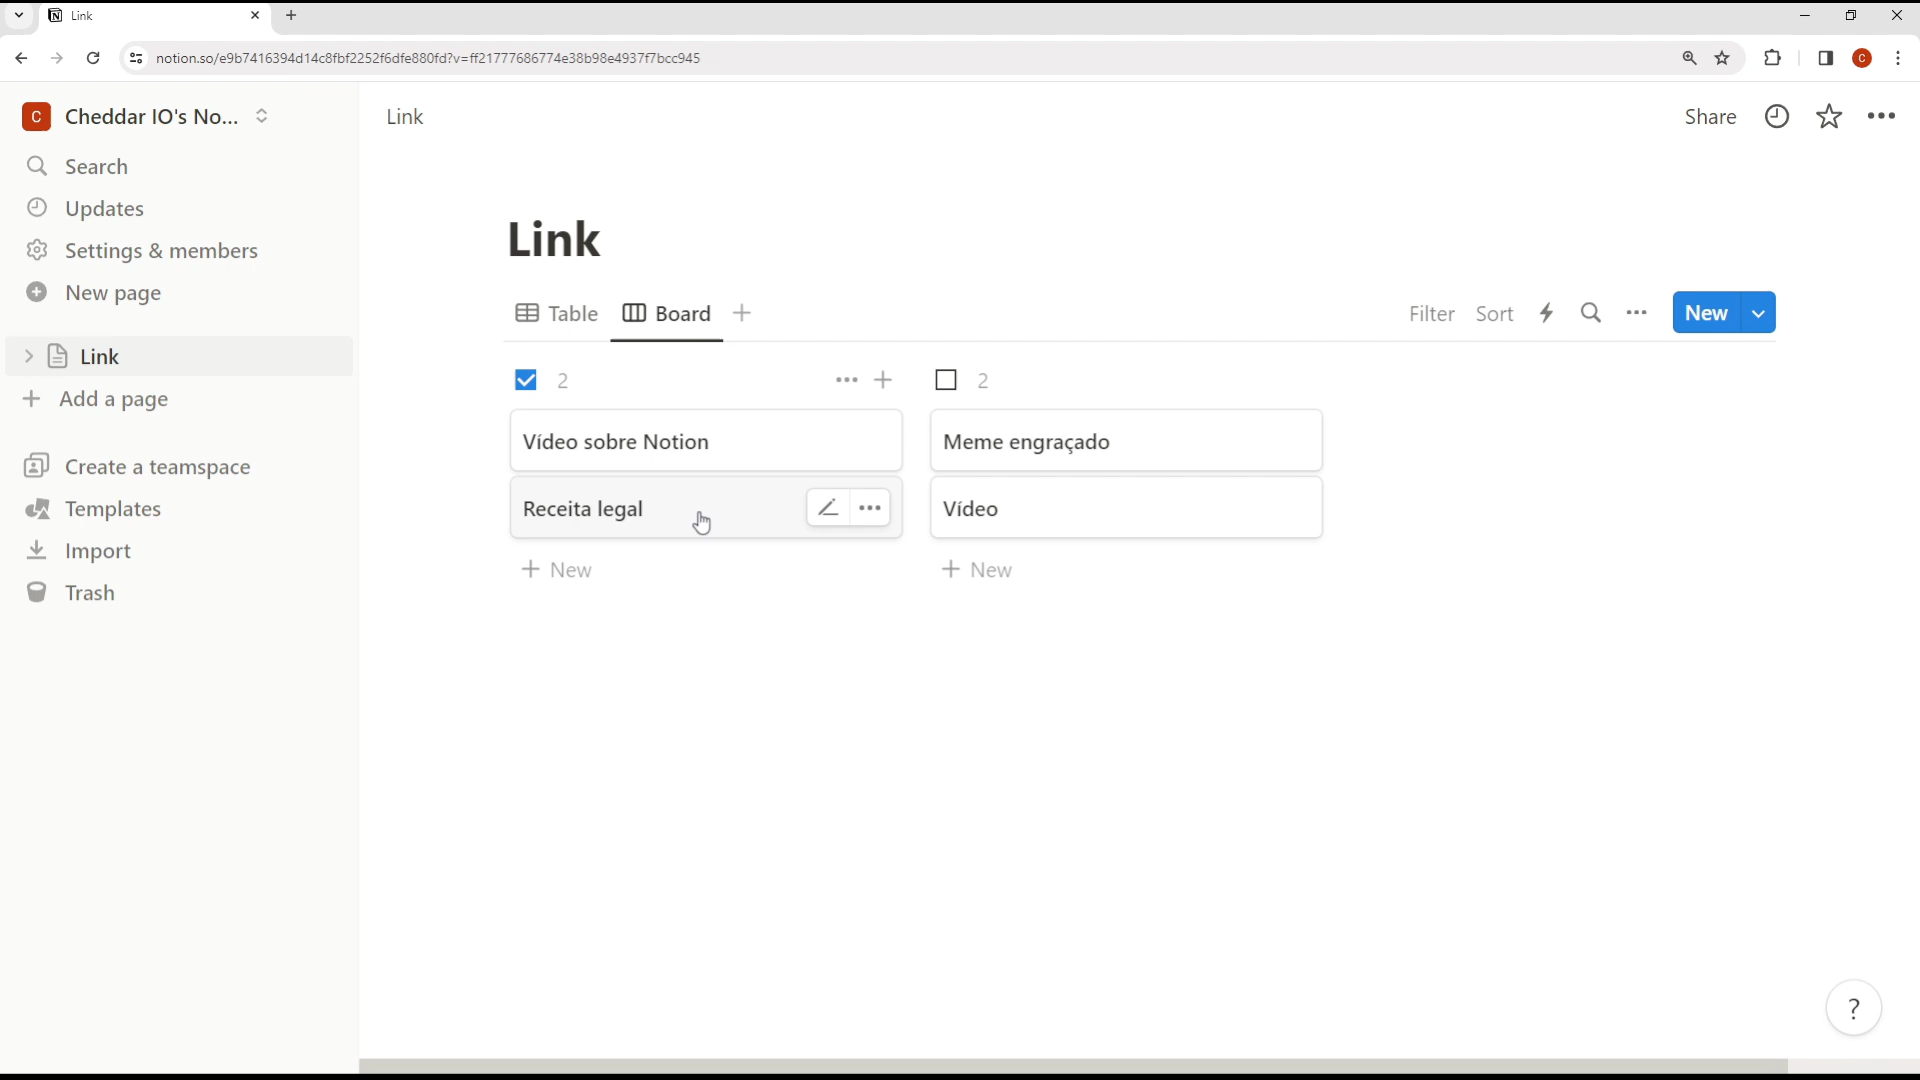 Link
notion.so/e9b7416394d14c8fbf2252f6dfe880fd?v=ff21777686774e38b98e4937f7bcc945
C
C Cheddar IO's No...
Link
Share
Search
Updates
Settings & members
New page
Link
Add a page
Create a teamspace
Templates
Import
Trash
Link
Table Board
Filter Sort New
2
2
Vídeo sobre Notion
Meme engraçado
Receita legal
Vídeo
New
New
?